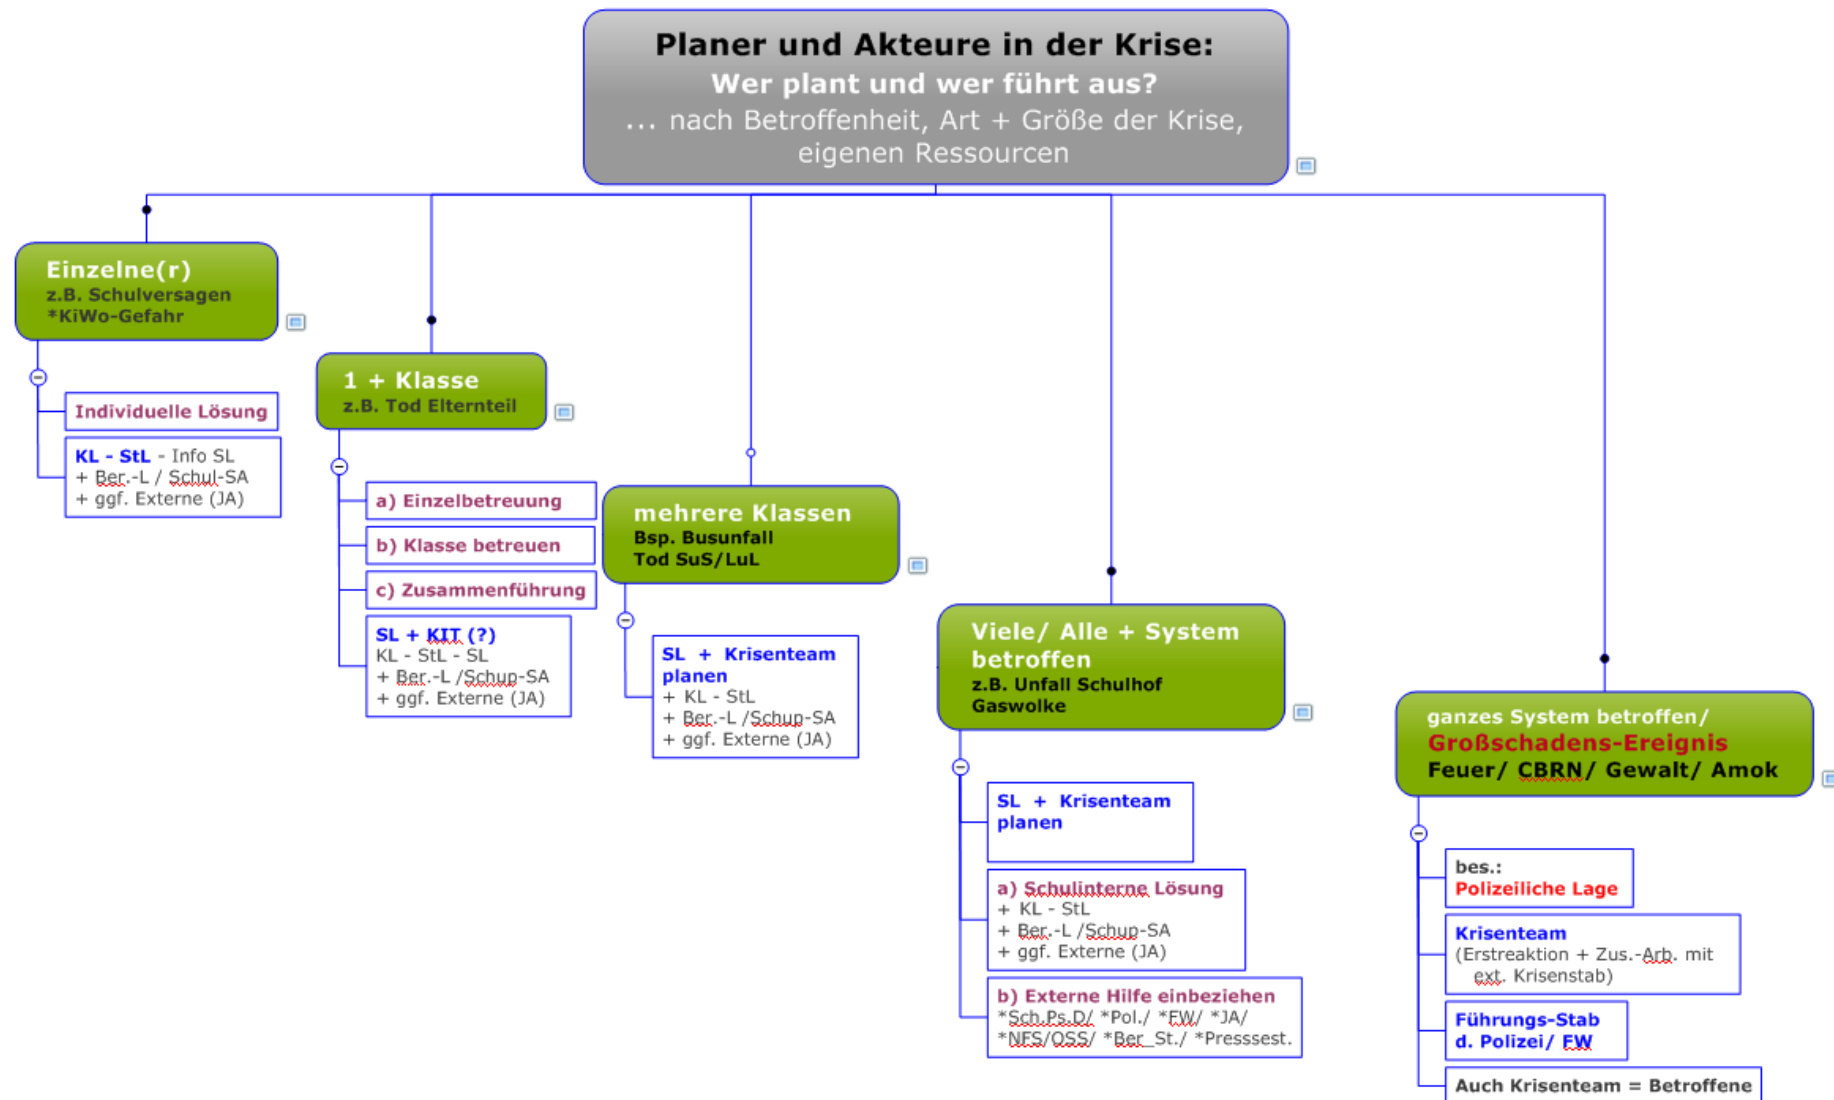 Planer und Akteure in der Krise:
Wer plant und wer führt aus?
... nach Betroffenheit, Art + Größe der Krise,
eigenen Ressourcen
Einzelne(r)
z.B. Schulversagen
*KiWo-Gefahr
Individuelle Lösung
KL - StL - Info SL
+ Ber.-L / Schul-SA
+ ggf. Externe (JA)
1 + Klasse
z.B. Tod Elternteil
a) Einzelbetreuung
b) Klasse betreuen
c) Zusammenführung
SL + KIT (?)
KL - StL - SL
+ Ber.-L /Schup-SA
+ ggf. Externe (JA)
mehrere Klassen
Bsp. Busunfall
Tod SuS/LuL
SL + Krisenteam
planen
+ KL - StL
+ Ber.-L /Schup-SA
+ ggf. Externe (JA)
Viele/ Alle + System
betroffen
z.B. Unfall Schulhof
Gaswolke
SL + Krisenteam
planen
a) Schulinterne Lösung
+ KL - StL
+ Ber.-L /Schup-SA
+ ggf. Externe (JA)
b) Externe Hilfe einbeziehen
*Sch.Ps.D/ *Pol./ *FW/ *JA/
*NFS/OSS/ *Ber_St./ *Presssest.
ganzes System betroffen/
Großschadens-Ereignis
Feuer/ CBRN/ Gewalt/ Amok
bes.:
Polizeiliche Lage
Krisenteam
(Erstreaktion + Zus.-Arb. mit
ext. Krisenstab)
Führungs-Stab
d. Polizei/ FW
Auch Krisenteam = Betroffene